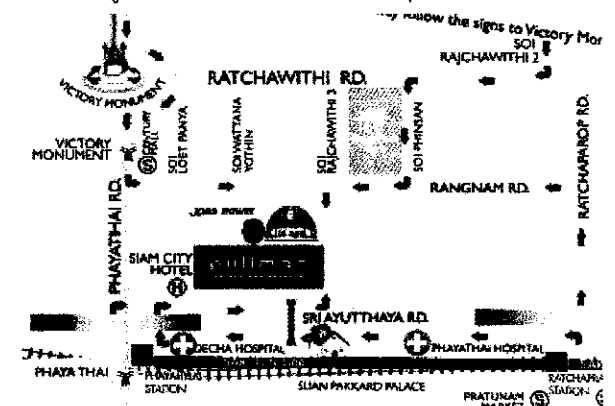 follow the signs to Victory Mon
SOI
RAJCHAWITHI 2
RATCHAWITHI RD.
VICTORY MONUMENT
VICTORY
MONUMENT
CENTURY
MALL
SOI
LOET PANYA
SOI WATTANA
YOTHIN
SOI
RAJCHAWITHI 3
SOI PHINSAN
RATCHAPAROP RD.
PHAYATHAI RD.
RANGNAM RD.
pullman
SIAM CITY
HOTEL
H
SRI AYUTTHAYA RD.
DECHA HOSPITAL
PHAYATHAI HOSPITAL
PHAYA THAI
PHAYATHAI
STATION
SUAN PAKKARD PALACE
RATCHAPRA
STATION
PRATUNAM
MARKET
S